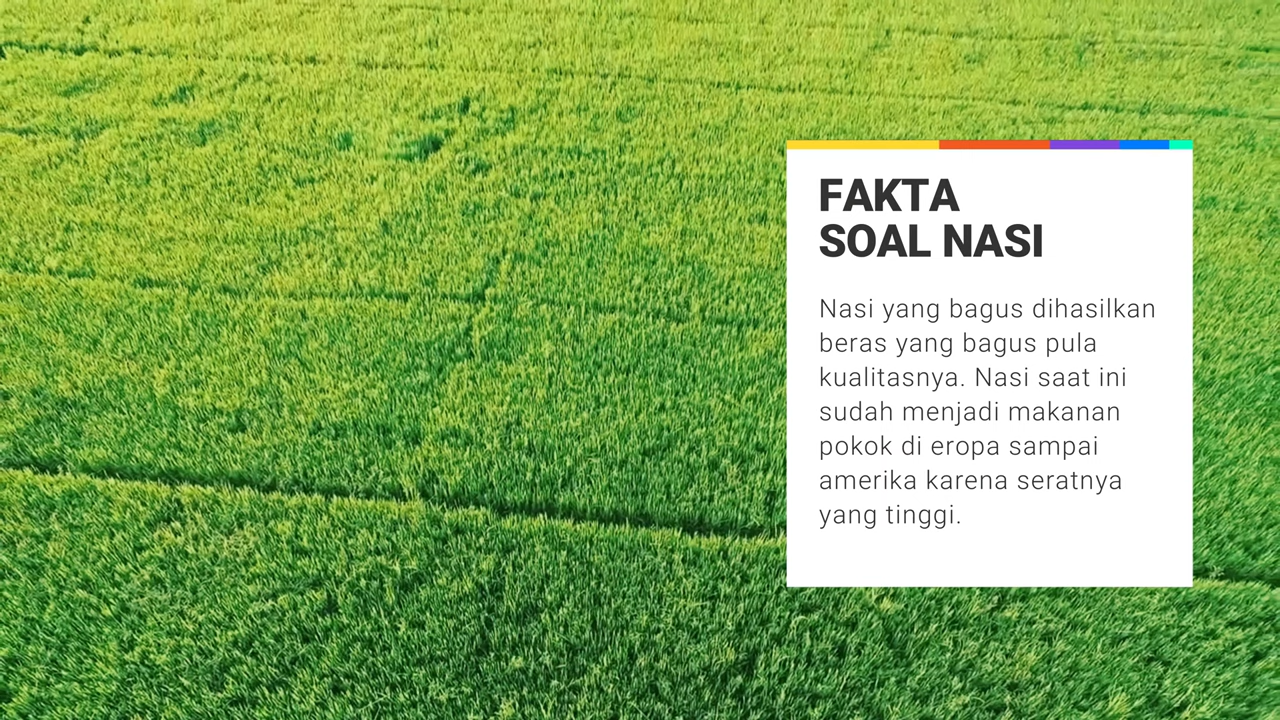 FAKTA
SOAL NASI
Nasi yang bagus dihasilkan
beras yang bagus pula
kualitasnya. Nasi saat ini
sudah menjadi makanan
pokok di eropa sampai
amerika karena seratnya
yang tinggi.